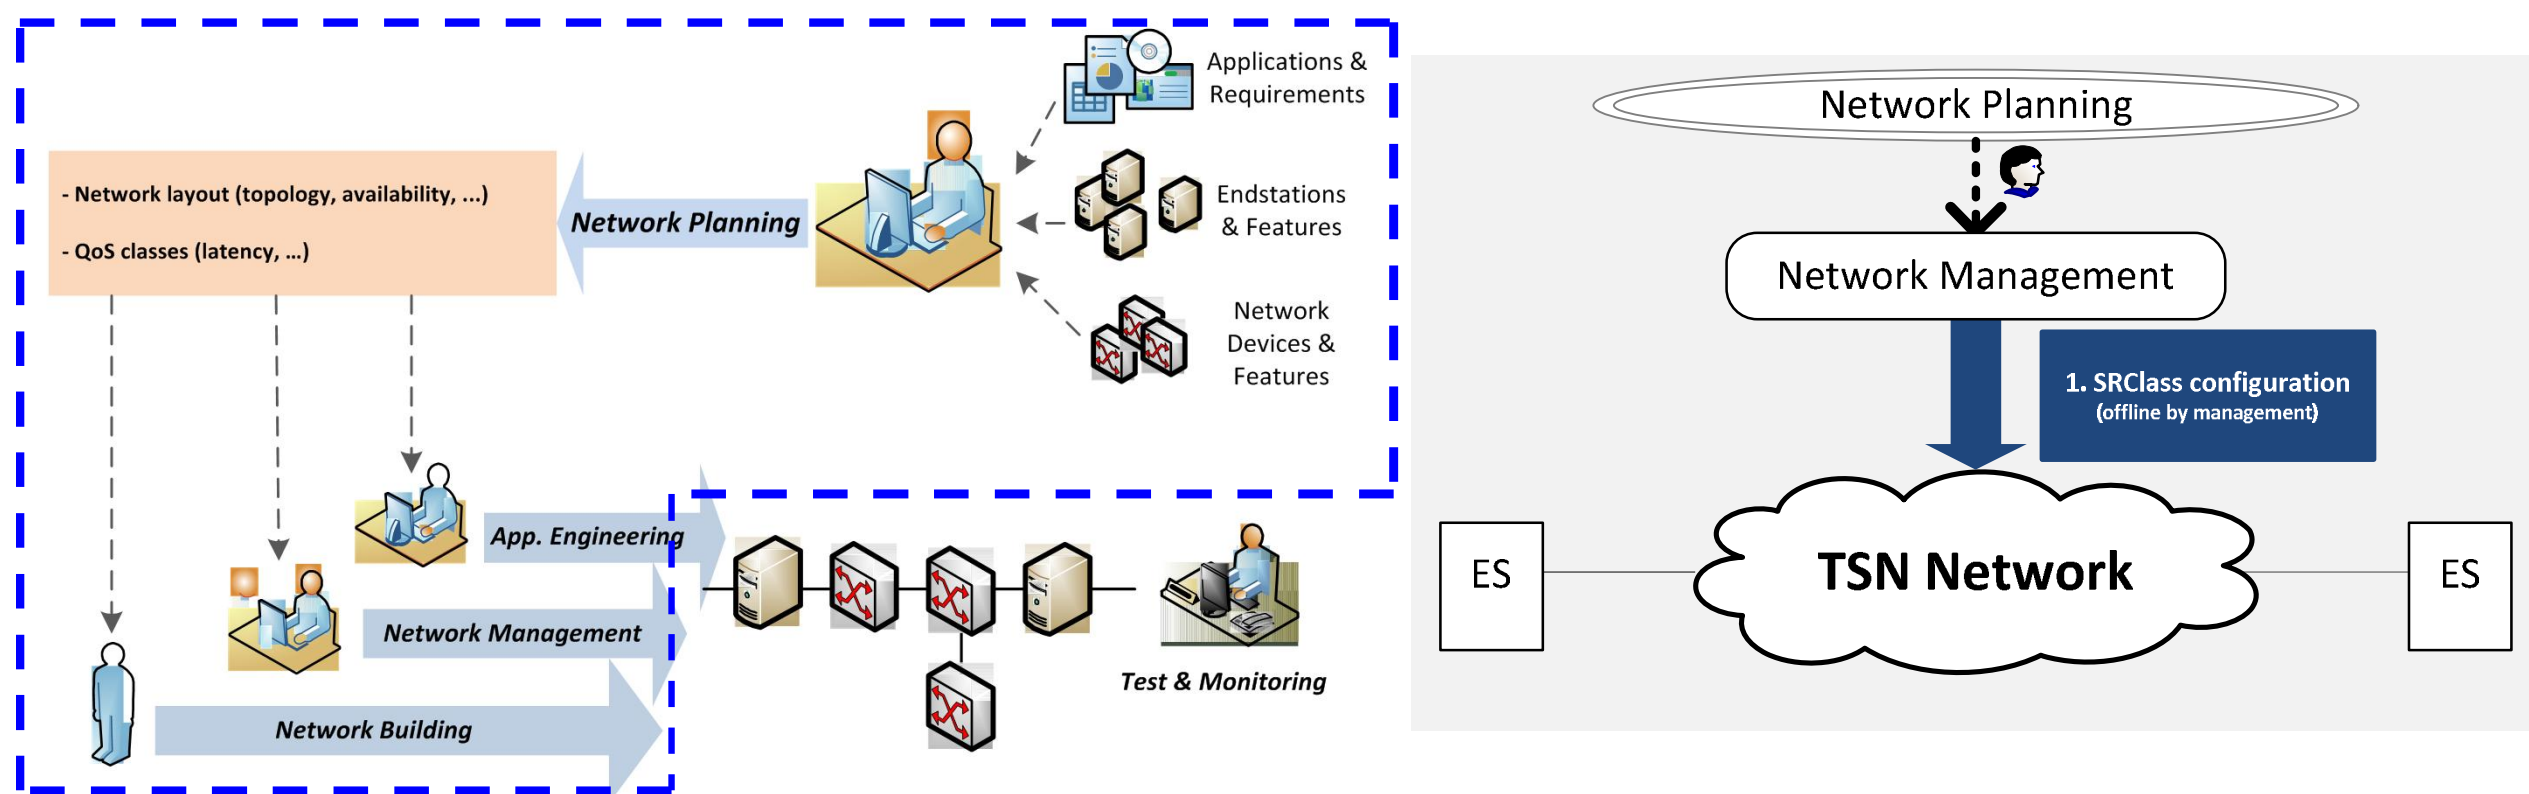 Applications &
Requirements
- Network layout (topology, availability, ...)
- QoS classes (latency, ...)
Network Planning
Endstations
& Features
Network
Devices &
Features
App. Engineering
Network Management
Network Building
Test & Monitoring
Network Planning
Network Management
1. SRClass configuration
(offline by management)
ES
TSN Network
ES